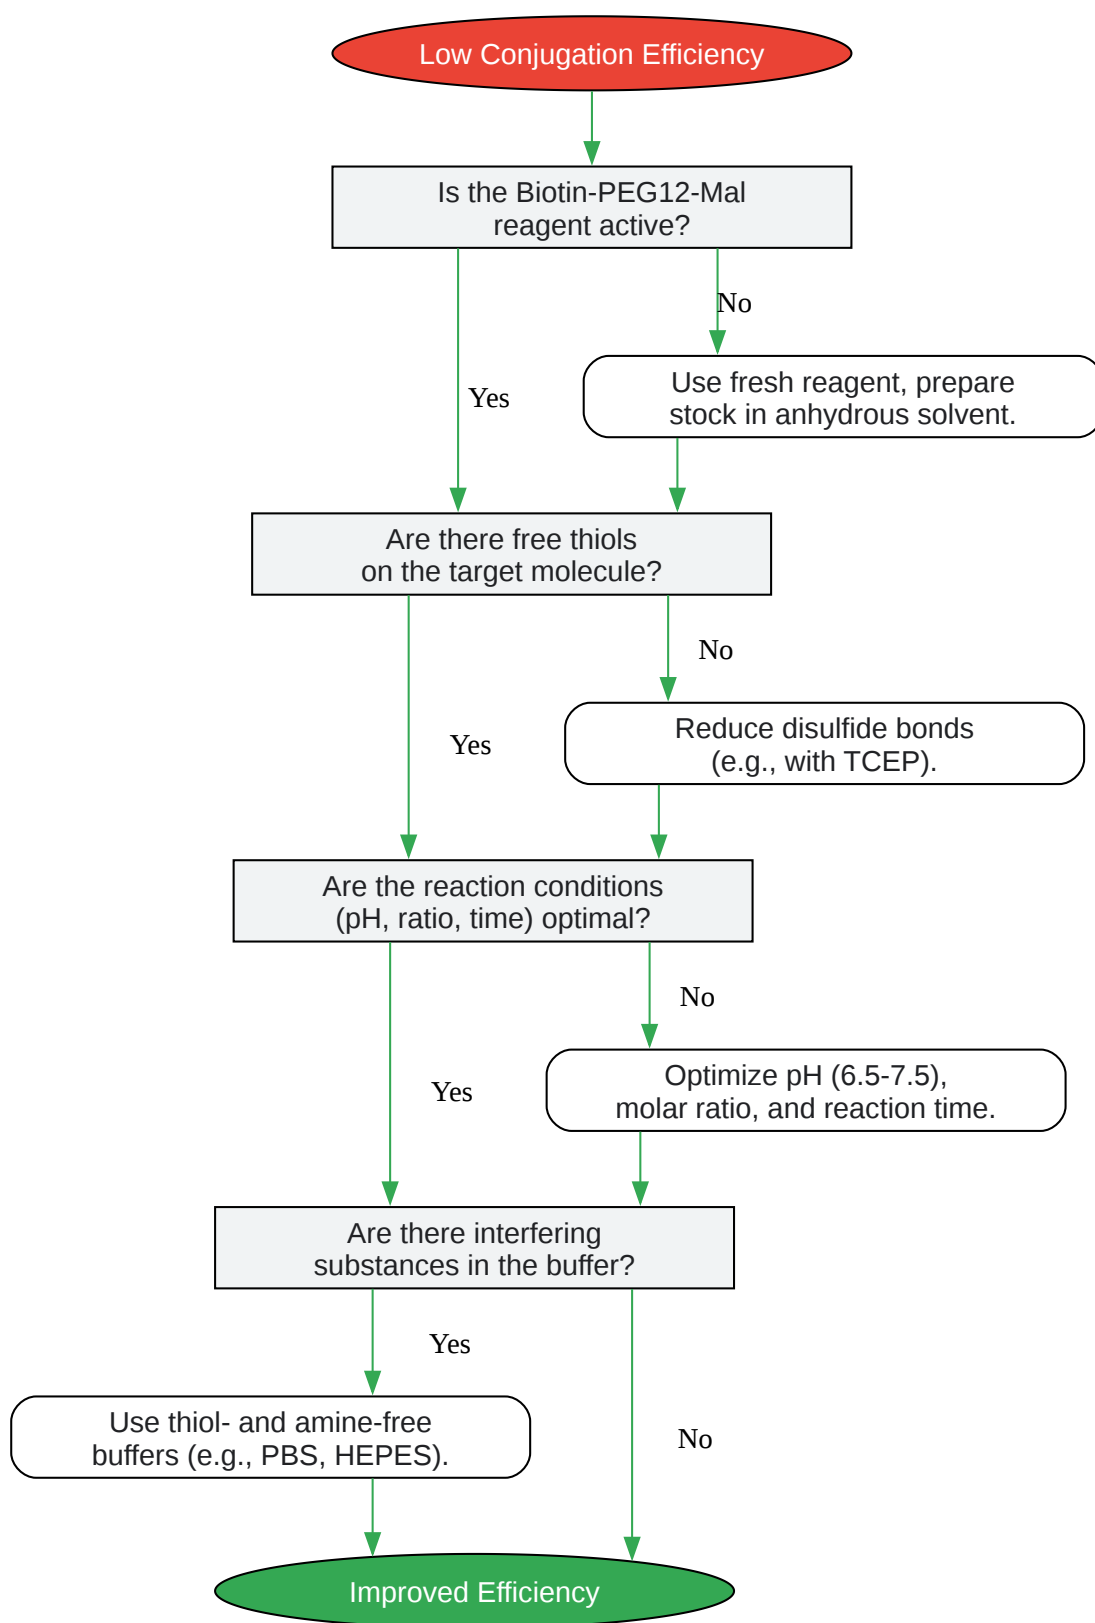 Low Conjugation Efficiency
Is the Biotin-PEG12-Mal
reagent active?
No
Use fresh reagent, prepare
stock in anhydrous solvent.
Yes
Are there free thiols
on the target molecule?
No
Reduce disulfide bonds
(e.g., with TCEP).
Yes
Are the reaction conditions
(pH, ratio, time) optimal?
No
Optimize pH (6.5-7.5),
molar ratio, and reaction time.
Yes
Are there interfering
substances in the buffer?
Yes
Use thiol- and amine-free
buffers (e.g., PBS, HEPES).
No
Improved Efficiency